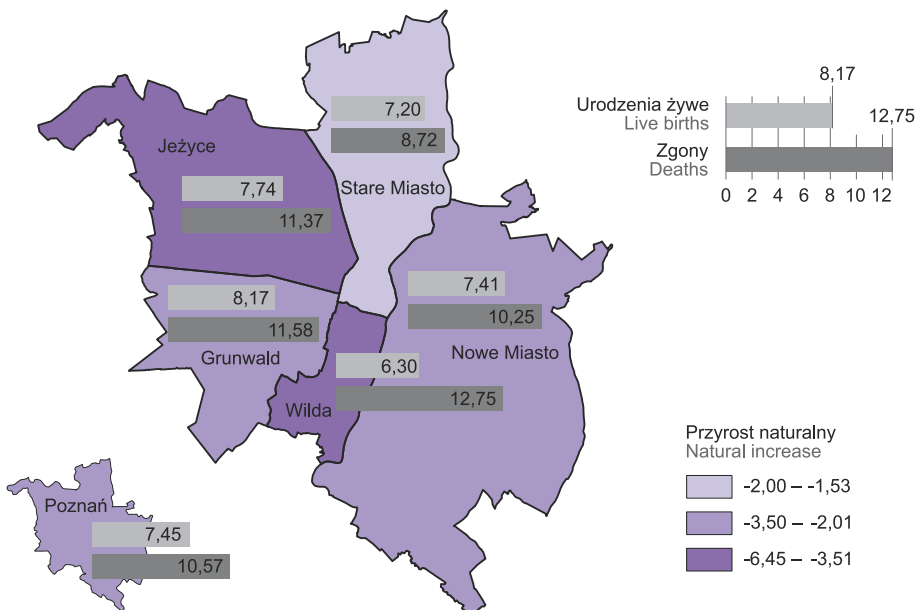 8,17
Urodzenia żywe
Live births
12,75
Zgony
Deaths
0 2 4 6 8 10 12
7,20
8,72
Stare Miasto
Jeżyce
7,74
11,37
8,17
11,58
Grunwald
7,41
10,25
Nowe Miasto
6,30
12,75
Wilda
Poznań
7,45
10,57
Przyrost naturalny
Natural increase
-2,00 – -1,53
-3,50 – -2,01
-6,45 – -3,51